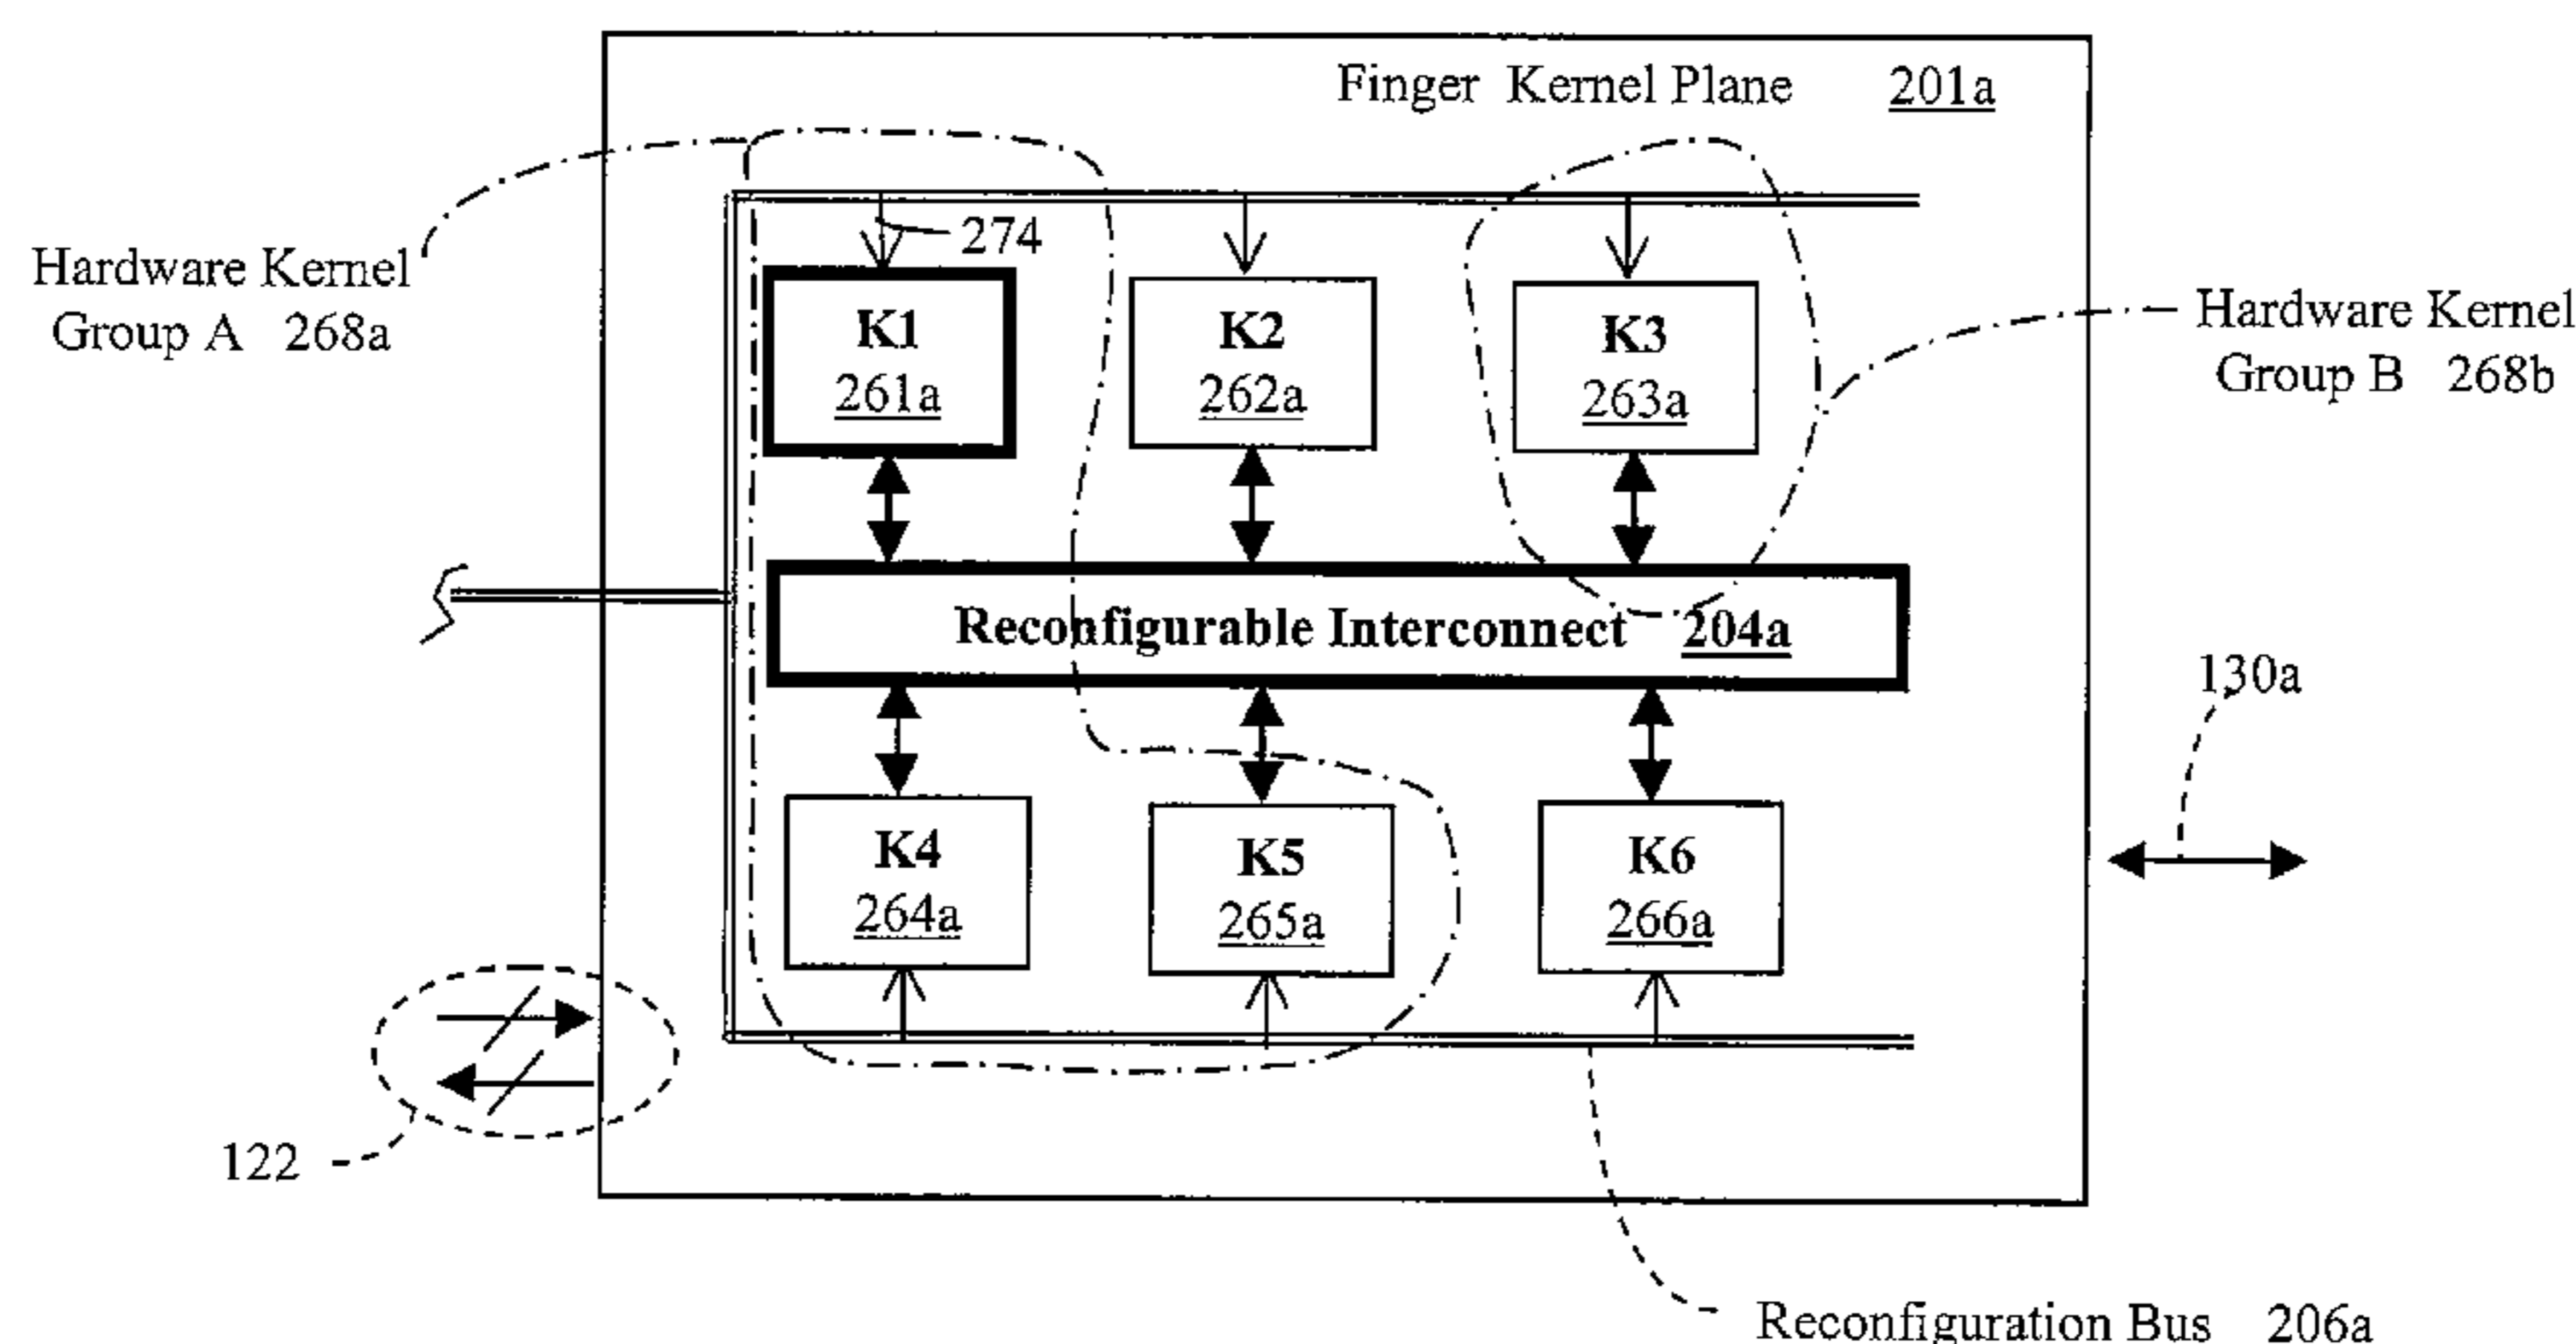 Finger Kernel Plane 201a
274
Hardware Kernel
Group A 268a
Hardware Kernel
Group B 268b
K1
261a
K2
262a
K3
263a
Reconfigurable Interconnect 204a
130a
K4
264a
K5
265a
K6
266a
122
Reconfiguration Bus 206a